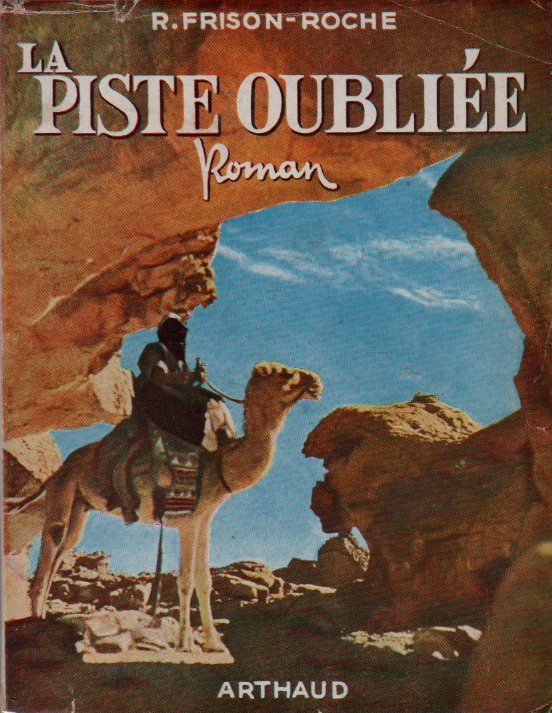 R. FRISON-ROCHE
LA
PISTE OUBLIÉE
Roman
ARTHAUD